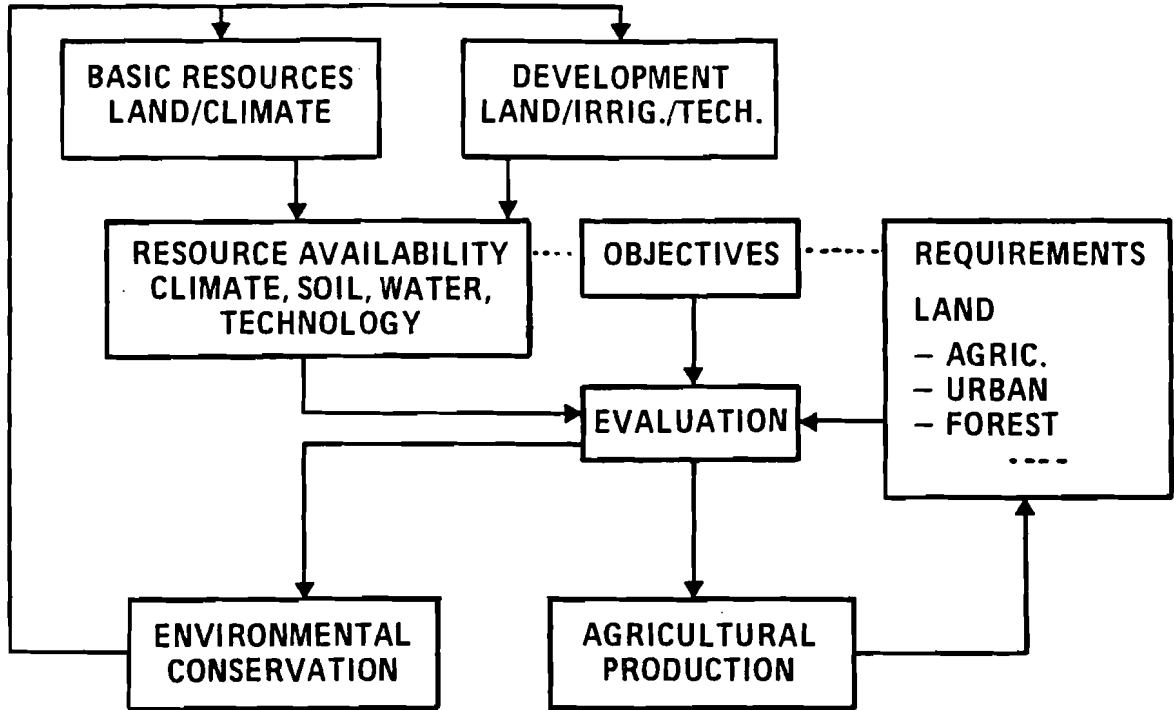 BASIC RESOURCES
LAND/CLIMATE
DEVELOPMENT
LAND/IRRIG./TECH.
RESOURCE AVAILABILITY
CLIMATE, SOIL, WATER,
TECHNOLOGY
OBJECTIVES
REQUIREMENTS
LAND
– AGRIC.
– URBAN
– FOREST
----
EVALUATION
ENVIRONMENTAL
CONSERVATION
AGRICULTURAL
PRODUCTION